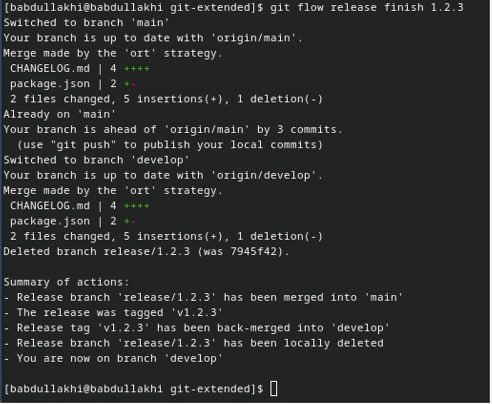 [babdullakhi@babdullakhi git-extended]$ git flow release finish 1.2.3
Switched to branch 'main'
Your branch is up to date with 'origin/main'.
Merge made by the 'ort' strategy.
 CHANGELOG.md | 4 ++++
 package.json | 2 +-
 2 files changed, 5 insertions(+), 1 deletion(-)
Already on 'main'
Your branch is ahead of 'origin/main' by 3 commits.
  (use "git push" to publish your local commits)
Switched to branch 'develop'
Your branch is up to date with 'origin/develop'.
Merge made by the 'ort' strategy.
 CHANGELOG.md | 4 ++++
 package.json | 2 +-
 2 files changed, 5 insertions(+), 1 deletion(-)
Deleted branch release/1.2.3 (was 7945f42).

Summary of actions:
- Release branch 'release/1.2.3' has been merged into 'main'
- The release was tagged 'v1.2.3'
- Release tag 'v1.2.3' has been back-merged into 'develop'
- Release branch 'release/1.2.3' has been locally deleted
- You are now on branch 'develop'

[babdullakhi@babdullakhi git-extended]$